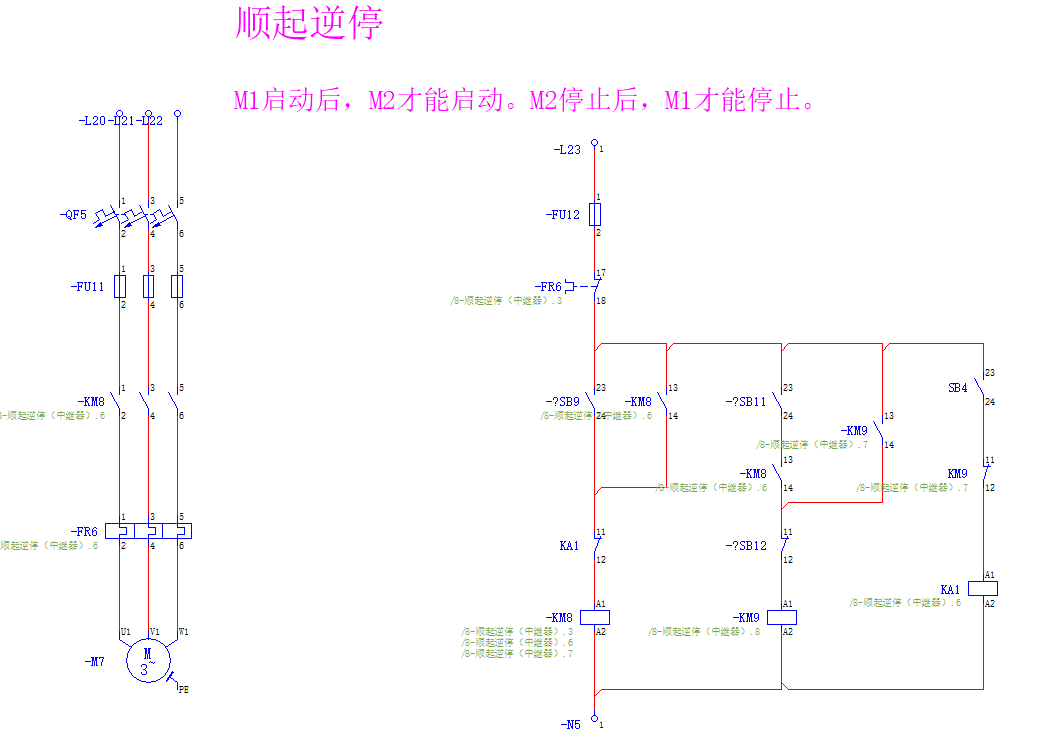 顺起逆停
M1启动后，M2才能启动。M2停止后，M1才能停止。
-L20-L21-L22
-L23 1
1 3 5
-QF5
2 4 6
1
-FU12
2
1 3 5
-FU11
2 4 6
17
-FR6
18
/8-顺起逆停（中继器）.3
1 3 5
-KM8
2 4 6
8-顺起逆停（中继器）.6
23
-?SB9
24
/8-顺起逆停（中继器）.6
13
-KM8
14
23
-?SB11
24
13
-KM9
14
/8-顺起逆停（中继器）.7
23
SB4
24
13
-KM8
14
/8-顺起逆停（中继器）.6
11
KM9
12
/8-顺起逆停（中继器）.7
1 3 5
-FR6
2 4 6
顺起逆停（中继器）.6
11
KA1
12
11
-?SB12
12
A1
KA1
A2
/8-顺起逆停（中继器）.6
A1
-KM8
A2
/8-顺起逆停（中继器）.3
/8-顺起逆停（中继器）.6
/8-顺起逆停（中继器）.7
A1
-KM9
A2
/8-顺起逆停（中继器）.8
U1 V1 W1
-M7
M
3~
PE
-N5 1